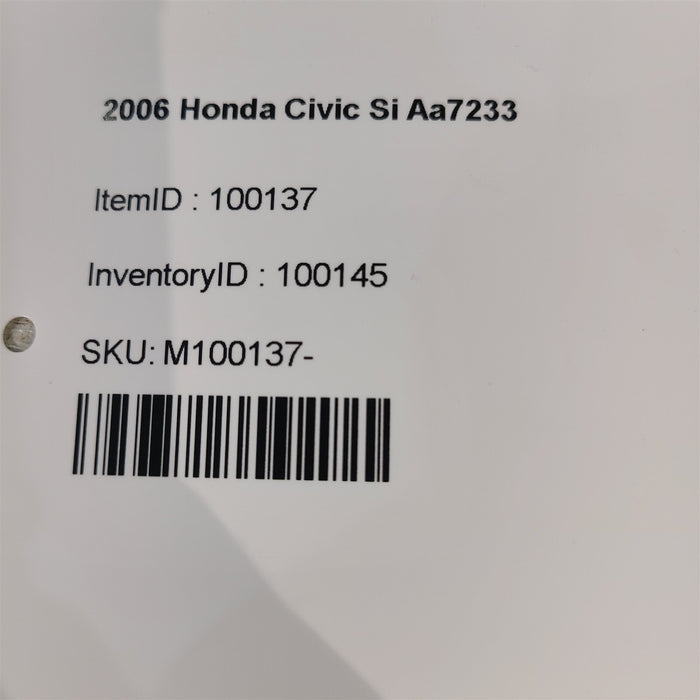 2006 Honda Civic Si Aa7233
ItemID : 100137
InventoryID : 100145
SKU: M100137-